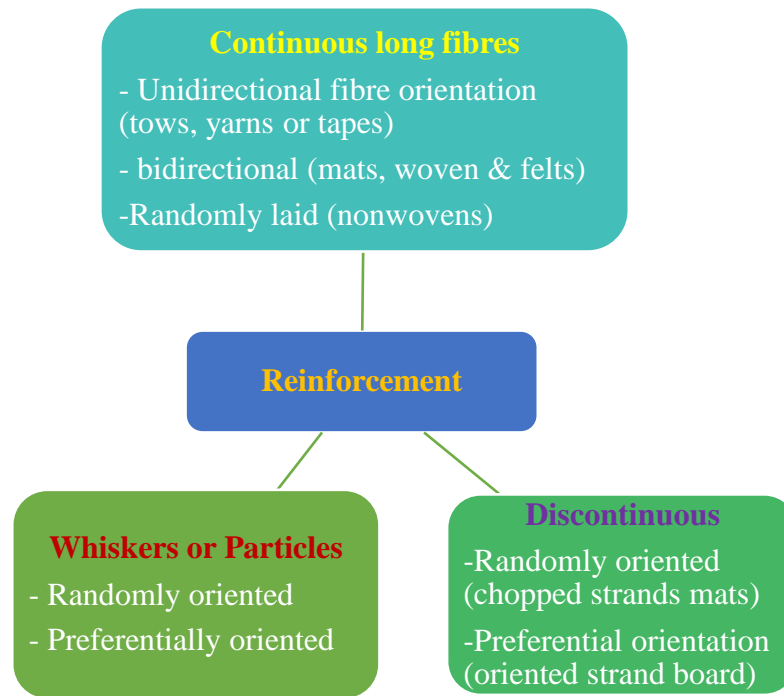 Continuous long fibres
- Unidirectional fibre orientation
(tows, yarns or tapes)
- bidirectional (mats, woven & felts)
-Randomly laid (nonwovens)
Reinforcement
Whiskers or Particles
- Randomly oriented
- Preferentially oriented
Discontinuous
-Randomly oriented
(chopped strands mats)
-Preferential orientation
(oriented strand board)